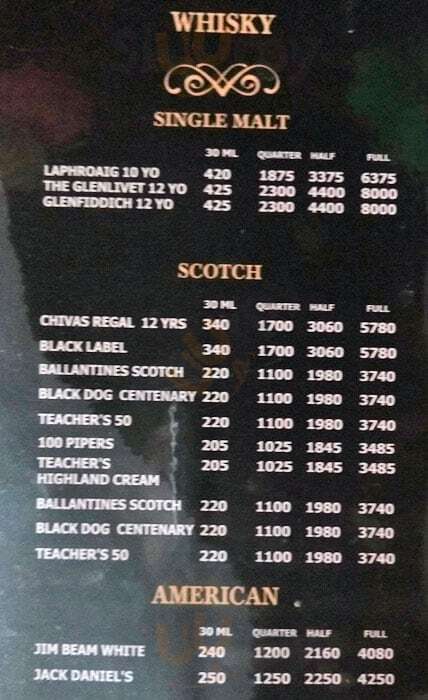 WHISKY
SINGLE MALT
30 ML QUARTER HALF FULL
LAPHROAIG 10 YO 420 1875 3375 6375
THE GLENLIVET 12 YO 425 2300 4400 8000
GLENFIDDICH 12 YO 425 2300 4400 8000
SCOTCH
30 ML QUARTER HALF FULL
CHIVAS REGAL 12 YRS 340 1700 3060 5780
BLACK LABEL 340 1700 3060 5780
BALLANTINES SCOTCH 220 1100 1980 3740
BLACK DOG CENTENARY 220 1100 1980 3740
TEACHER'S 50 220 1100 1980 3740
100 PIPERS 205 1025 1845 3485
TEACHER'S 205 1025 1845 3485
HIGHLAND CREAM
BALLANTINES SCOTCH 220 1100 1980 3740
BLACK DOG CENTENARY 220 1100 1980 3740
TEACHER'S 50 220 1100 1980 3740
AMERICAN
30 ML QUARTER HALF FULL
JIM BEAM WHITE 240 1200 2160 4080
JACK DANIEL'S 250 1250 2250 4250